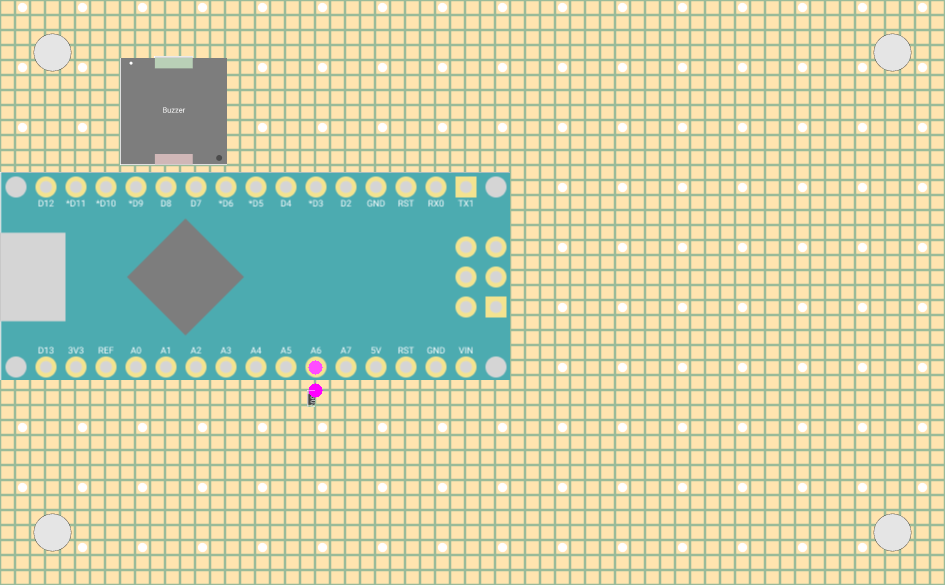 Buzzer
D12 *D11 *D10 *D9 D8 D7 *D6 *D5 D4 *D3 D2 GND RST RX0 TX1
D13 3V3 REF A0 A1 A2 A3 A4 A5 A6 A7 5V RST GND VIN